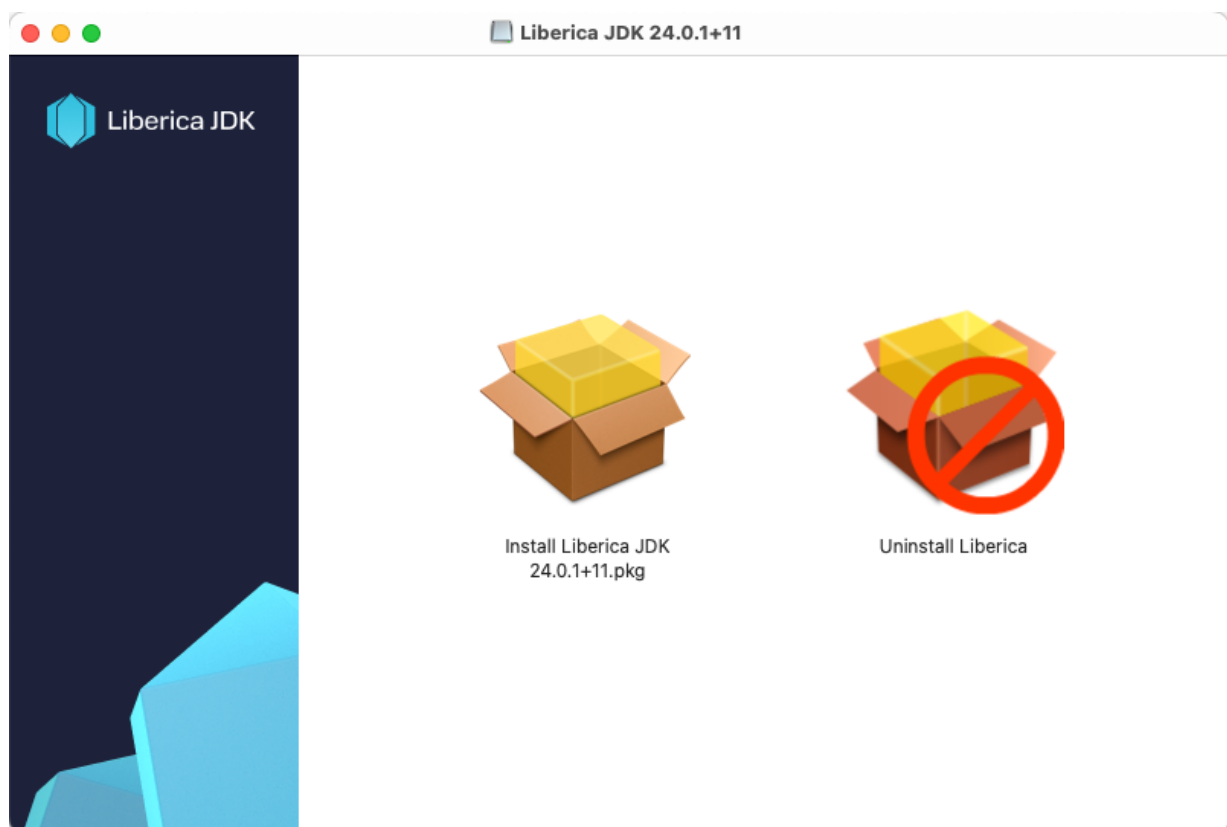 Liberica JDK 24.0.1+11
Liberica JDK
Install Liberica JDK
24.0.1+11.pkg
Uninstall Liberica